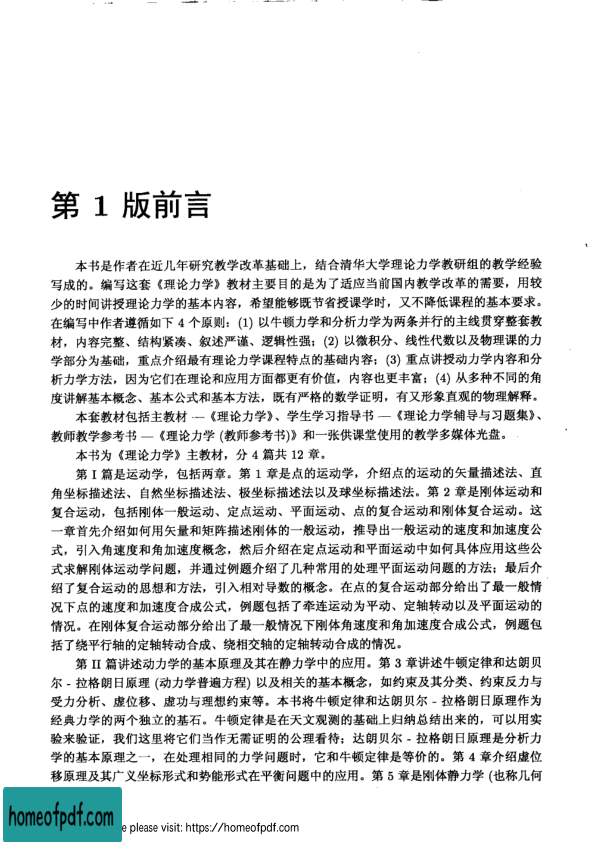 第 1 版前言
本书是作者在近几年研究教学改革基础上，结合清华大学理论力学教研组的教学经验
写成的。编写这套《理论力学》教材主要目的是为了适应当前国内教学改革的需要，用较
少的时间讲授理论力学的基本内容，希望能够既节省授课学时，又不降低课程的基本要求。
在编写中作者遵循如下 4 个原则：(1) 以牛顿力学和分析力学为两条并行的主线贯穿整套教
材，内容完整、结构紧凑、叙述严谨、逻辑性强；(2) 以微积分、线性代数以及物理课的力
学部分为基础，重点介绍最有理论力学课程特点的基础内容；(3) 重点讲授动力学内容和分
析力学方法，因为它们在理论和应用方面都更有价值，内容也更丰富；(4) 从多种不同的角
度讲解基本概念、基本公式和基本方法，既有严格的数学证明，有又形象直观的物理解释。
本套教材包括主教材 —《理论力学》、学生学习指导书 —《理论力学辅导与习题集》、
教师教学参考书 —《理论力学 (教师参考书)》和一张供课堂使用的教学多媒体光盘。
本书为《理论力学》主教材，分 4 篇共 12 章。
第 I 篇是运动学，包括两章。第 1 章是点的运动学，介绍点的运动的矢量描述法、直
角坐标描述法、自然坐标描述法、极坐标描述法以及球坐标描述法。第 2 章是刚体运动和
复合运动，包括刚体一般运动、定点运动、平面运动、点的复合运动和刚体复合运动。这
一章首先介绍如何用矢量和矩阵描述刚体的一般运动，推导出一般运动的速度和加速度公
式，引入角速度和角加速度概念，然后介绍在定点运动和平面运动中如何具体应用这些公
式求解刚体运动学问题，并通过例题介绍了几种常用的处理平面运动问题的方法；最后介
绍了复合运动的思想和方法，引入相对导数的概念。在点的复合运动部分给出了最一般情
况下点的速度和加速度合成公式，例题包括了牵连运动为平动、定轴转动以及平面运动的
情况。在刚体复合运动部分给出了最一般情况下刚体角速度和角加速度合成公式，例题包
括了绕平行轴的定轴转动合成、绕相交轴的定轴转动合成的情况。
第 II 篇讲述动力学的基本原理及其在静力学中的应用。第 3 章讲述牛顿定律和达朗贝
尔 - 拉格朗日原理 (动力学普遍方程) 以及相关的基本概念，如约束及其分类、约束反力与
受力分析、虚位移、虚功与理想约束等。本书将牛顿定律和达朗贝尔 - 拉格朗日原理作为
经典力学的两个独立的基石。牛顿定律是在天文观测的基础上归纳总结出来的，可以用实
验来验证，我们这里将它们当作无需证明的公理看待；达朗贝尔 - 拉格朗日原理是分析力
学的基本原理之一，在处理相同的力学问题时，它和牛顿定律是等价的。第 4 章介绍虚位
移原理及其广义坐标形式和势能形式在平衡问题中的应用。第 5 章是刚体静力学 (也称几何
homeofpdf.com
e please visit: https://homeofpdf.com